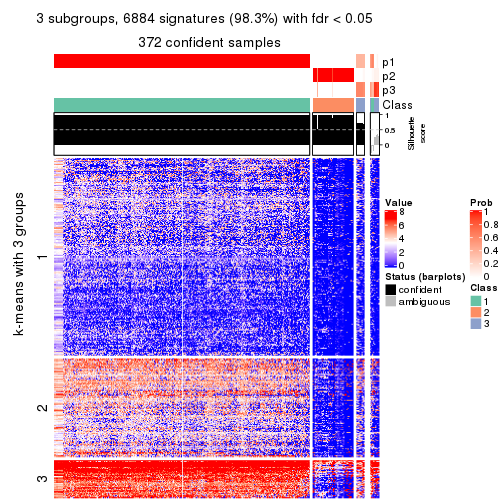 3 subgroups, 6884 signatures (98.3%) with fdr < 0.05
372 confident samples
p1
p2
p3
Class
1
0.5
0
Silhouette
score
k-means with 3 groups
1
2
3
Value
8
6
4
2
0
Status (barplots)
confident
ambiguous
Prob
1
0.8
0.6
0.4
0.2
0
Class
1
2
3